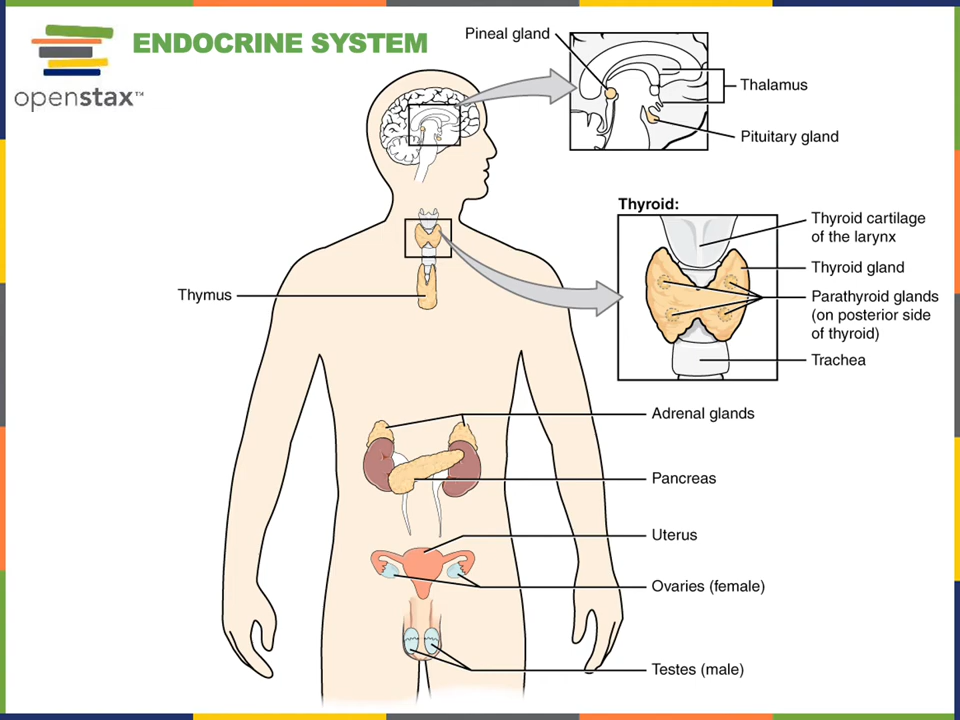 ENDOCRINE SYSTEM
openstax™
Pineal gland
Thalamus
Pituitary gland
Thyroid:
Thyroid cartilage
of the larynx
Thyroid gland
Parathyroid glands
(on posterior side
of thyroid)
Trachea
Thymus
Adrenal glands
Pancreas
Uterus
Ovaries (female)
Testes (male)